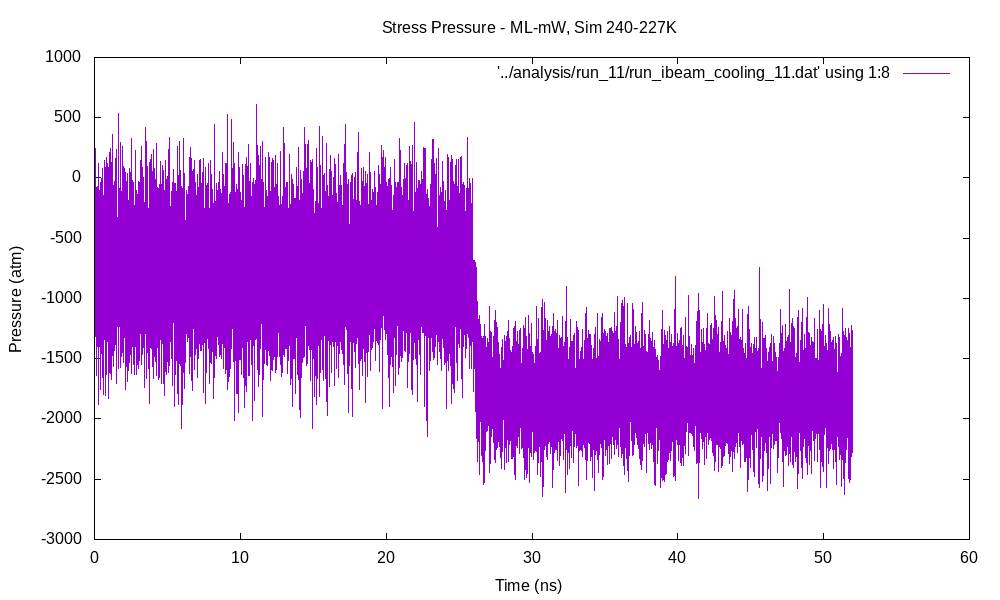 Stress Pressure - ML-mW, Sim 240-227K
'../analysis/run_11/run_ibeam_cooling_11.dat' using 1:8
1000
500
0
-500
-1000
-1500
-2000
-2500
-3000
Pressure (atm)
0 10 20 30 40 50 60
Time (ns)